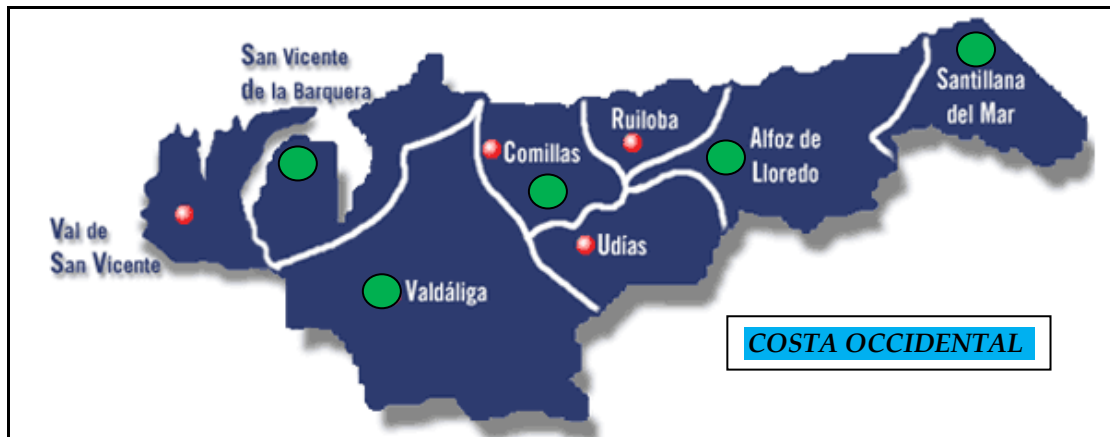 San Vicente
de la Barquera
Santillana
del Mar
Ruiloba
Comillas
Alfoz de
Lloredo
Val de
San Vicente
Udías
Valdáliga
COSTA OCCIDENTAL